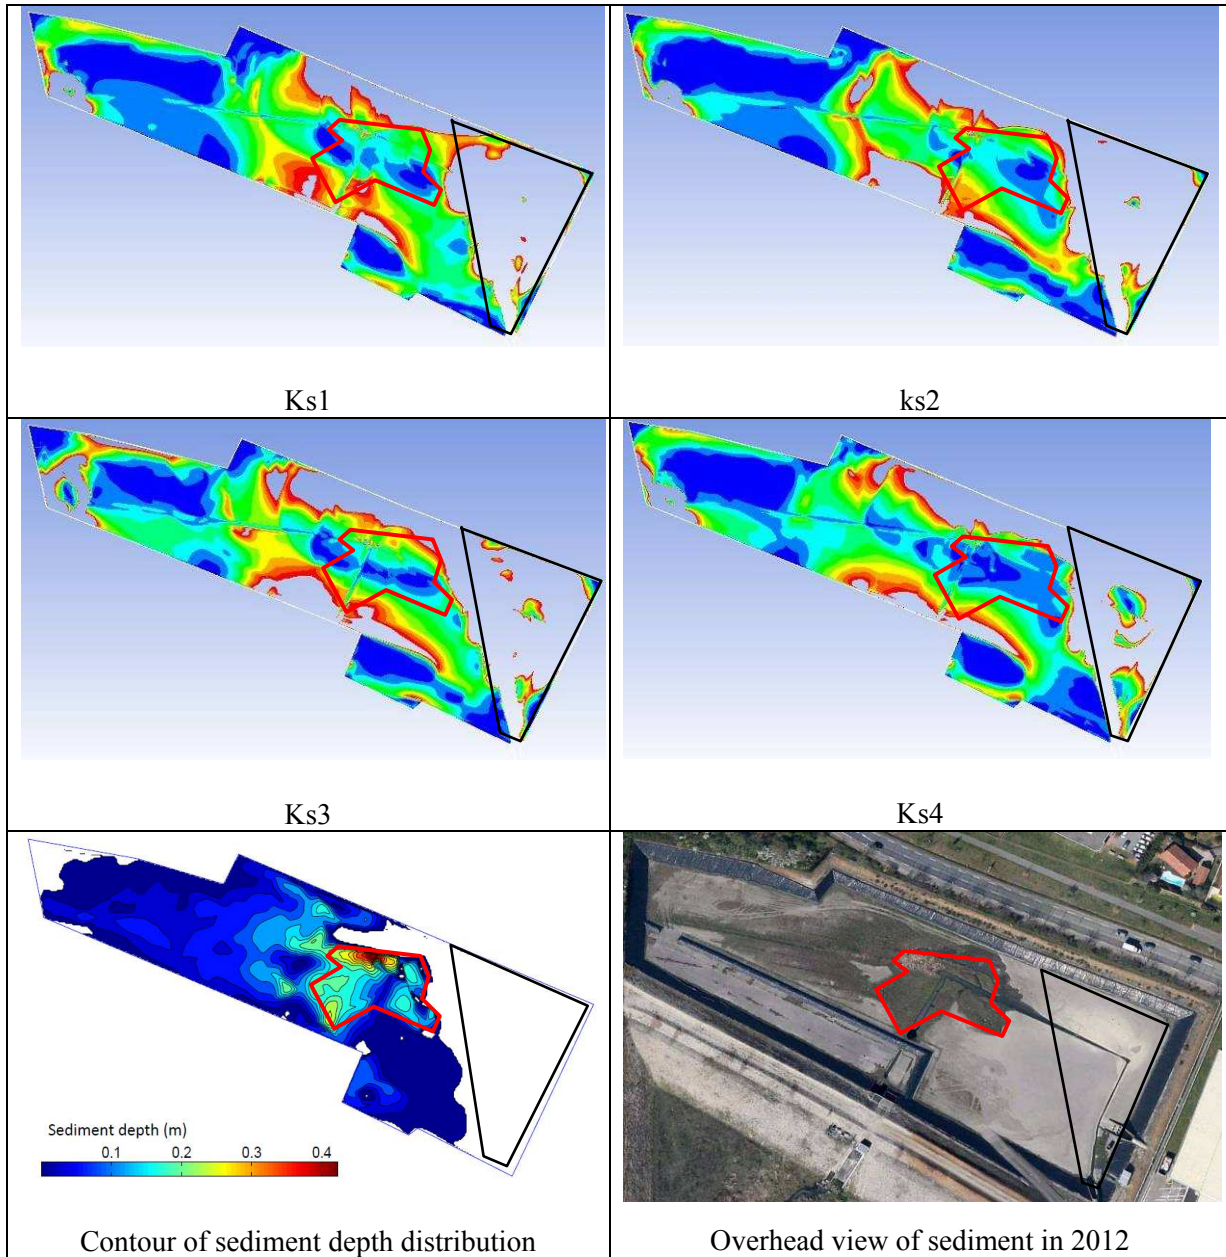 Ks1
ks2
Ks3
Ks4
Sediment depth (m)
0.1 0.2 0.3 0.4
Contour of sediment depth distribution
Overhead view of sediment in 2012